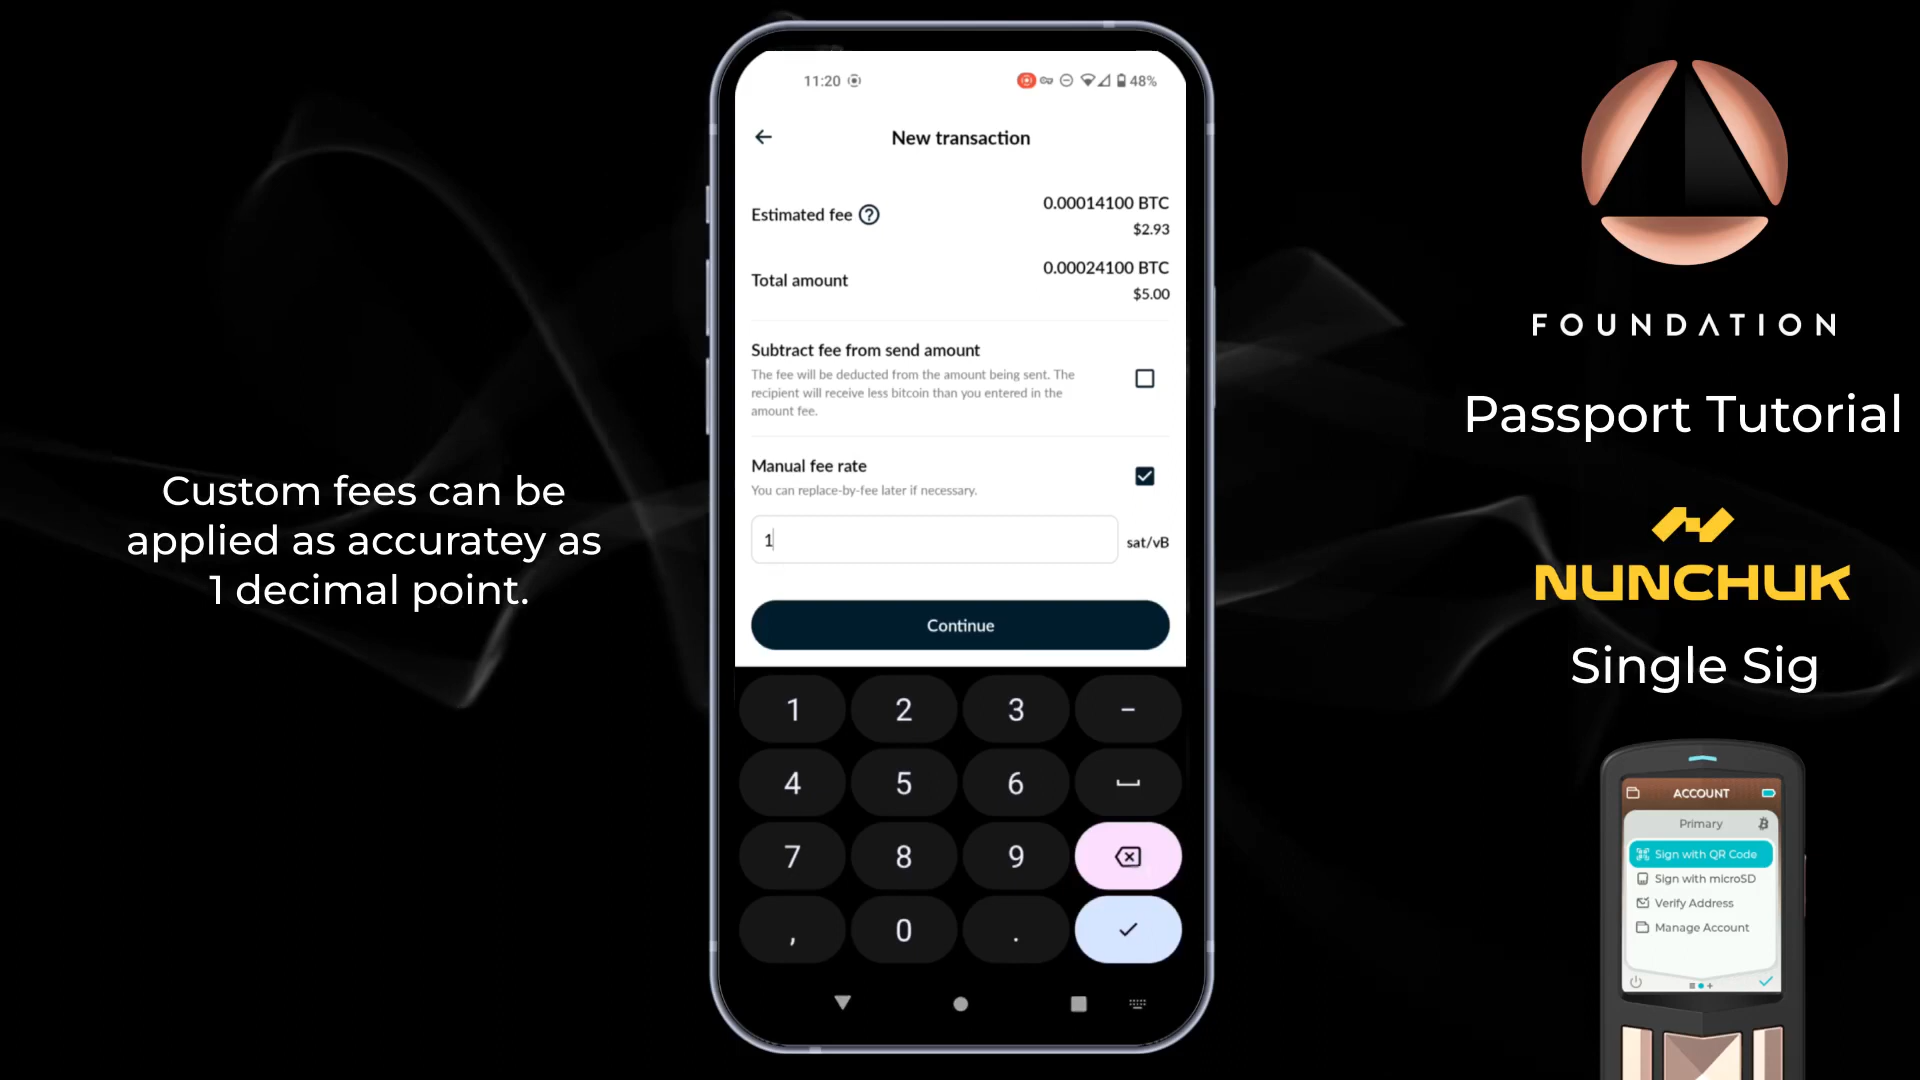 Custom fees can be
applied as accuratey as
1 decimal point.
11:20
48%
New transaction
Estimated fee
0.00014100 BTC
$2.93
Total amount
0.00024100 BTC
$5.00
Subtract fee from send amount
The fee will be deducted from the amount being sent. The
recipient will receive less bitcoin than you entered in the
amount fee.
Manual fee rate
You can replace-by-fee later if necessary.
1
sat/vB
Continue
1 2 3 -
4 5 6
7 8 9
, 0 .
FOUNDATION
Passport Tutorial
NUNCHUK
Single Sig
ACCOUNT
Primary
Sign with QR Code
Sign with microSD
Verify Address
Manage Account